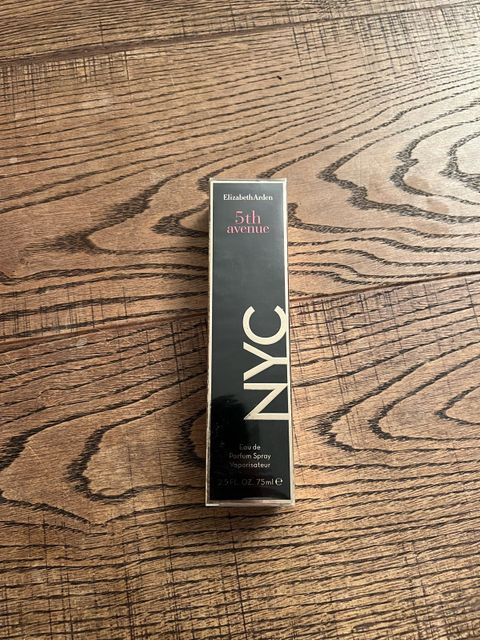 ElizabethArden
5th
avenue
NYC
Eau de
Parfum Spray
Vaporisateur
2.5 FL. OZ. 75ml ℮